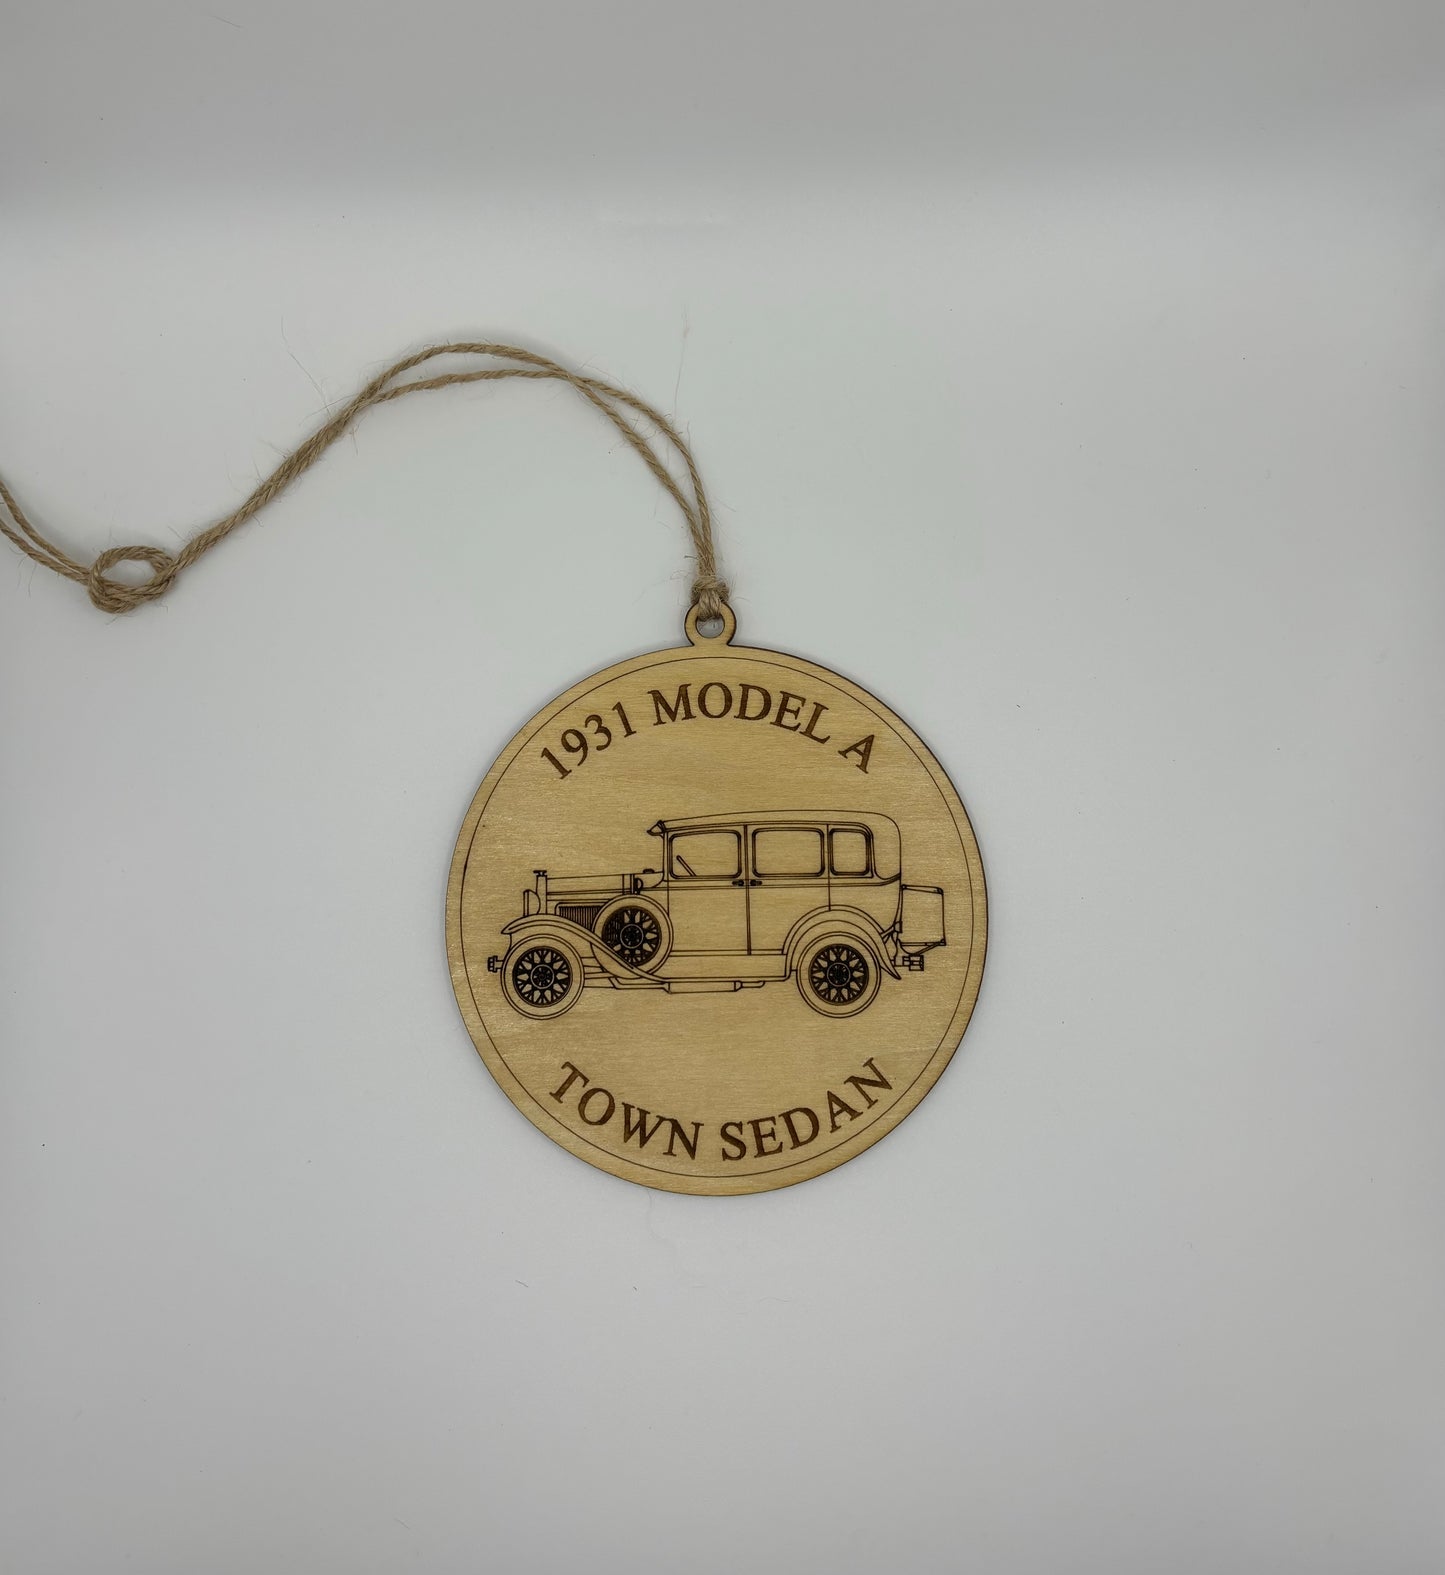 1931 MODEL A
TOWN SEDAN